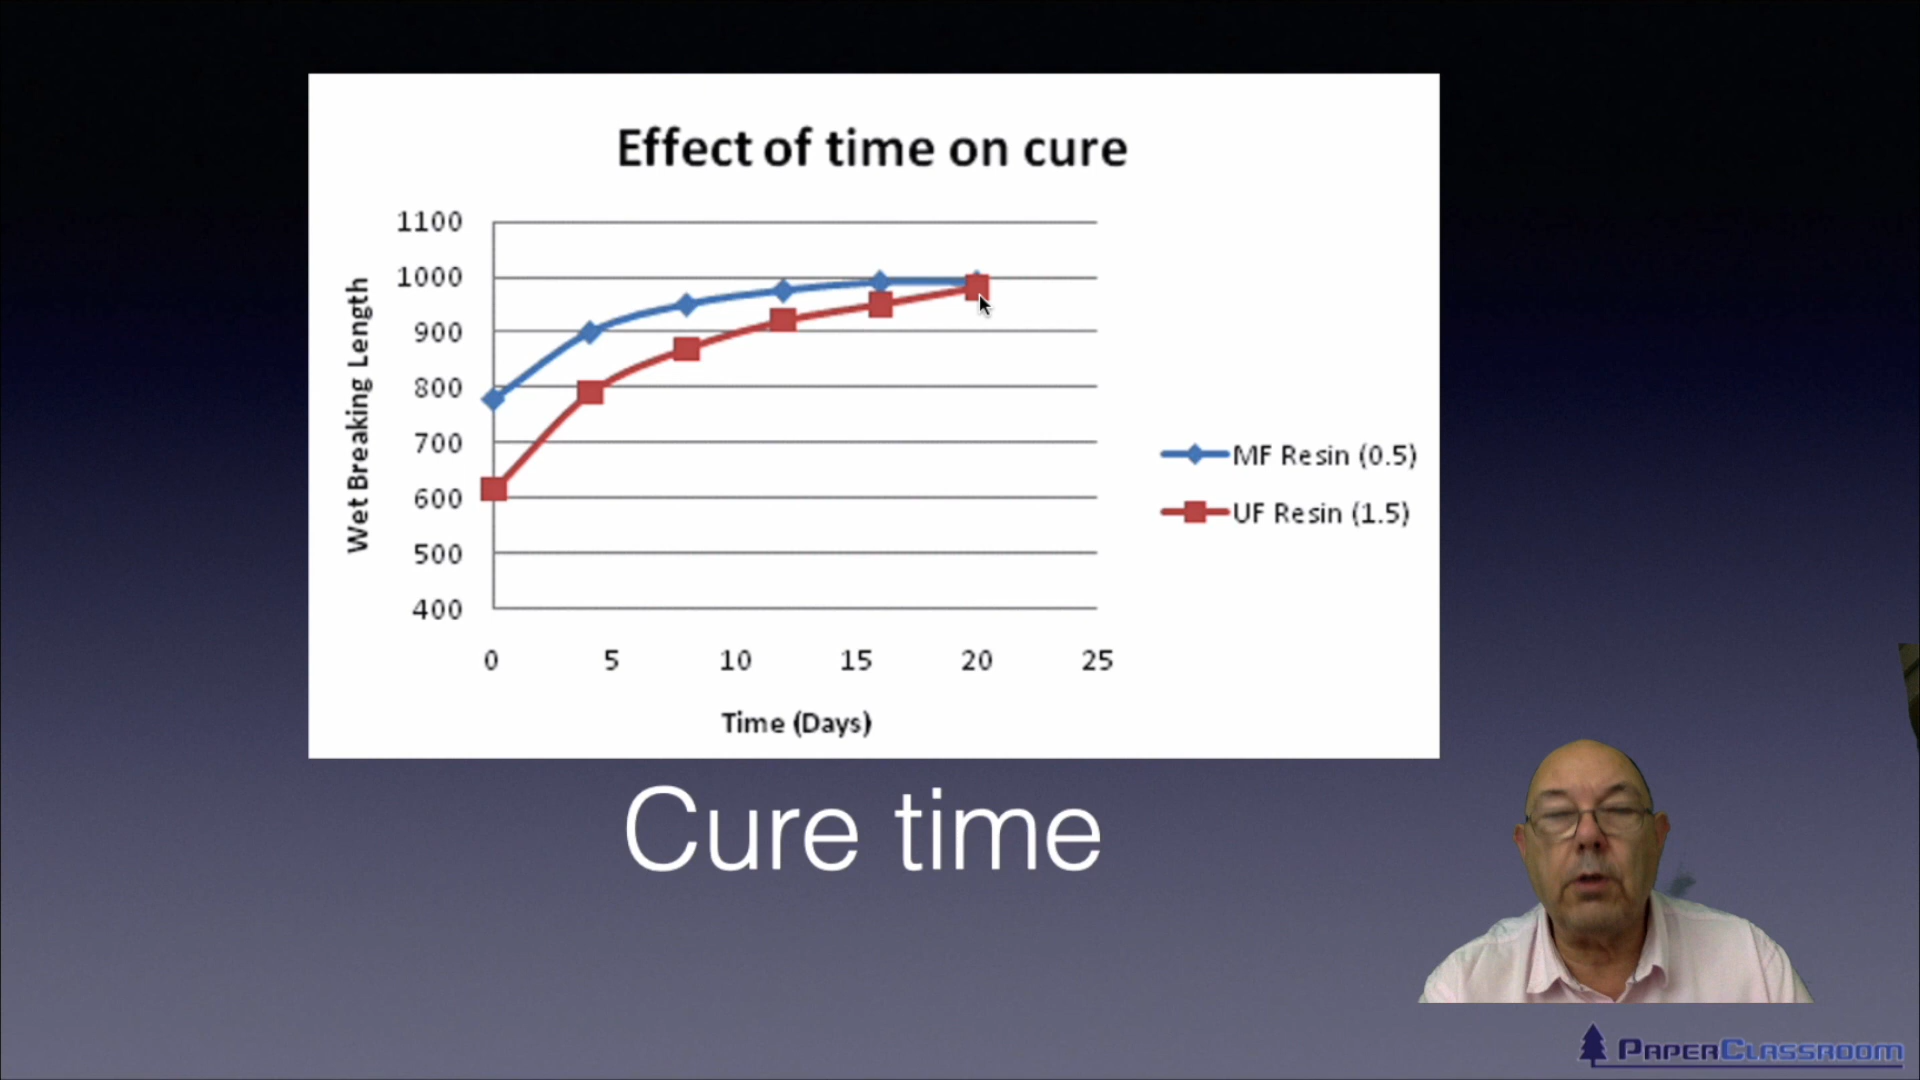 Effect of time on cure
1100
1000
900
800
700
600
500
400
Wet Breaking Length
0 5 10 15 20 25
Time (Days)
MF Resin (0.5)
UF Resin (1.5)
Cure time
PAPERCLASSROOM